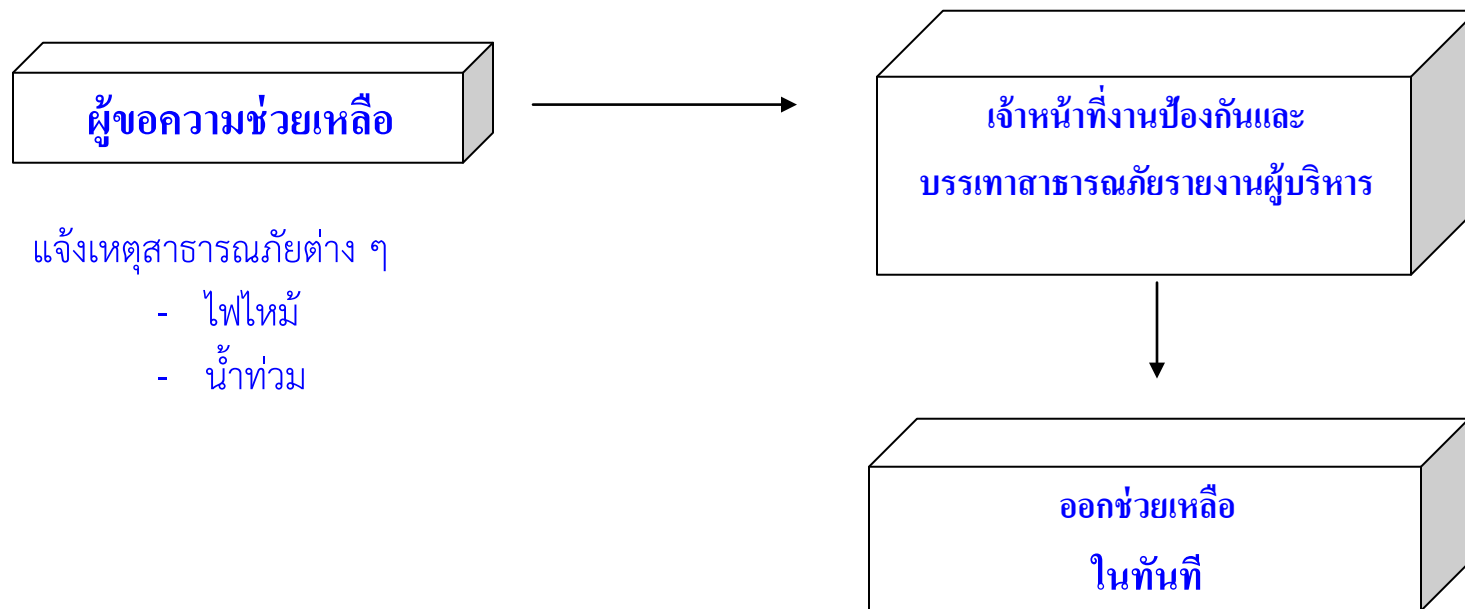 ผู้ขอความช่วยเหลือ
แจ้งเหตุสาธารณภัยต่าง ๆ
- ไฟไหม้
- น้ำท่วม
เจ้าหน้าที่งานป้องกันและ
บรรเทาสาธารณภัยรายงานผู้บริหาร
ออกช่วยเหลือ
ในทันที